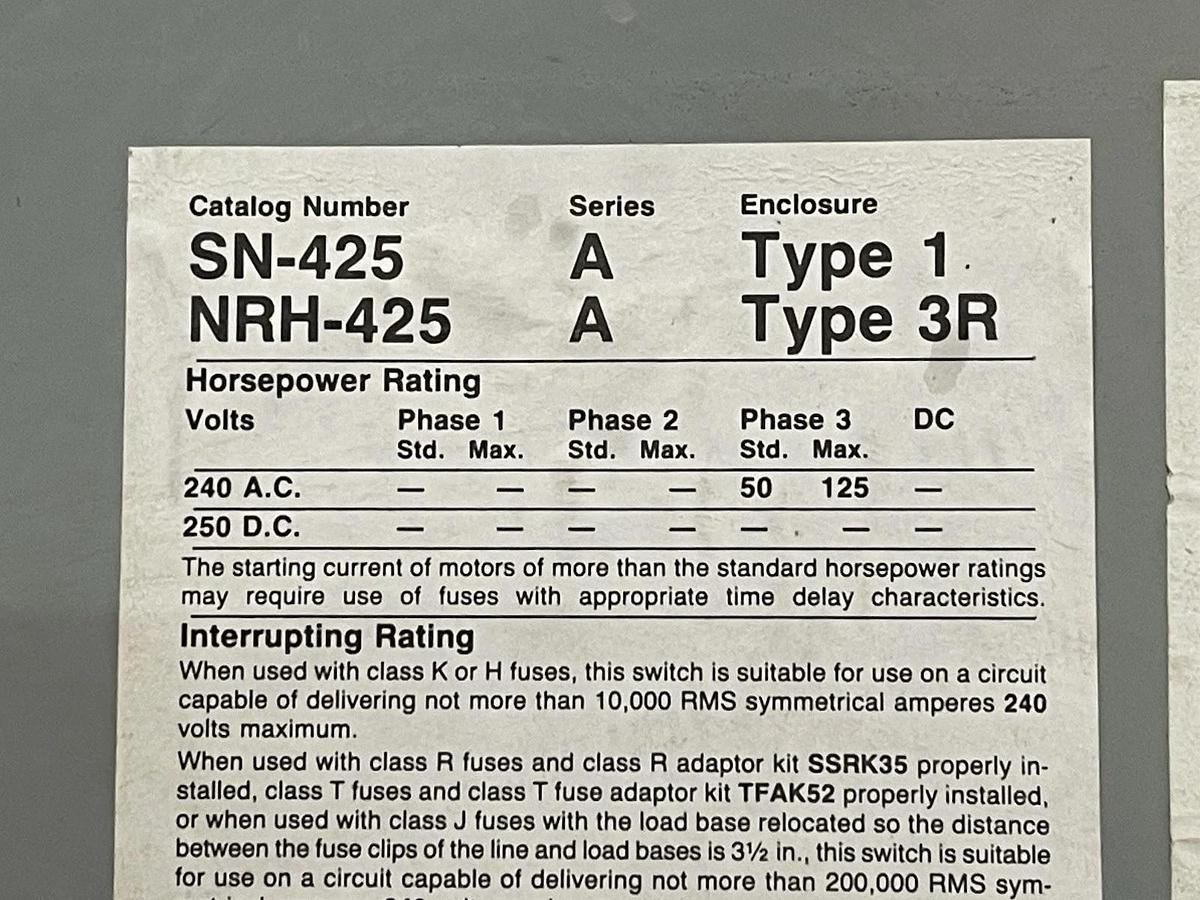 Catalog Number Series Enclosure
SN-425 A Type 1
NRH-425 A Type 3R
Horsepower Rating
Volts Phase 1 Phase 2 Phase 3 DC
Std. Max. Std. Max. Std. Max.
240 A.C. — — — — 50 125 —
250 D.C. — — — — — — —
The starting current of motors of more than the standard horsepower ratings
may require use of fuses with appropriate time delay characteristics.
Interrupting Rating
When used with class K or H fuses, this switch is suitable for use on a circuit
capable of delivering not more than 10,000 RMS symmetrical amperes 240
volts maximum.
When used with class R fuses and class R adaptor kit SSRK35 properly in-
stalled, class T fuses and class T fuse adaptor kit TFAK52 properly installed,
or when used with class J fuses with the load base relocated so the distance
between the fuse clips of the line and load bases is 3½ in., this switch is suitable
for use on a circuit capable of delivering not more than 200,000 RMS sym-